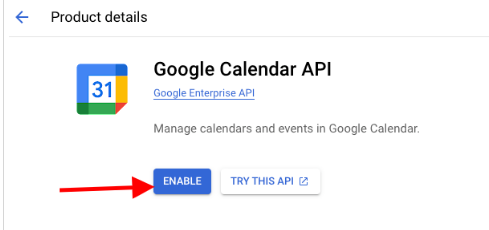 Product details
31
Google Calendar API
Google Enterprise API
Manage calendars and events in Google Calendar.
ENABLE
TRY THIS API